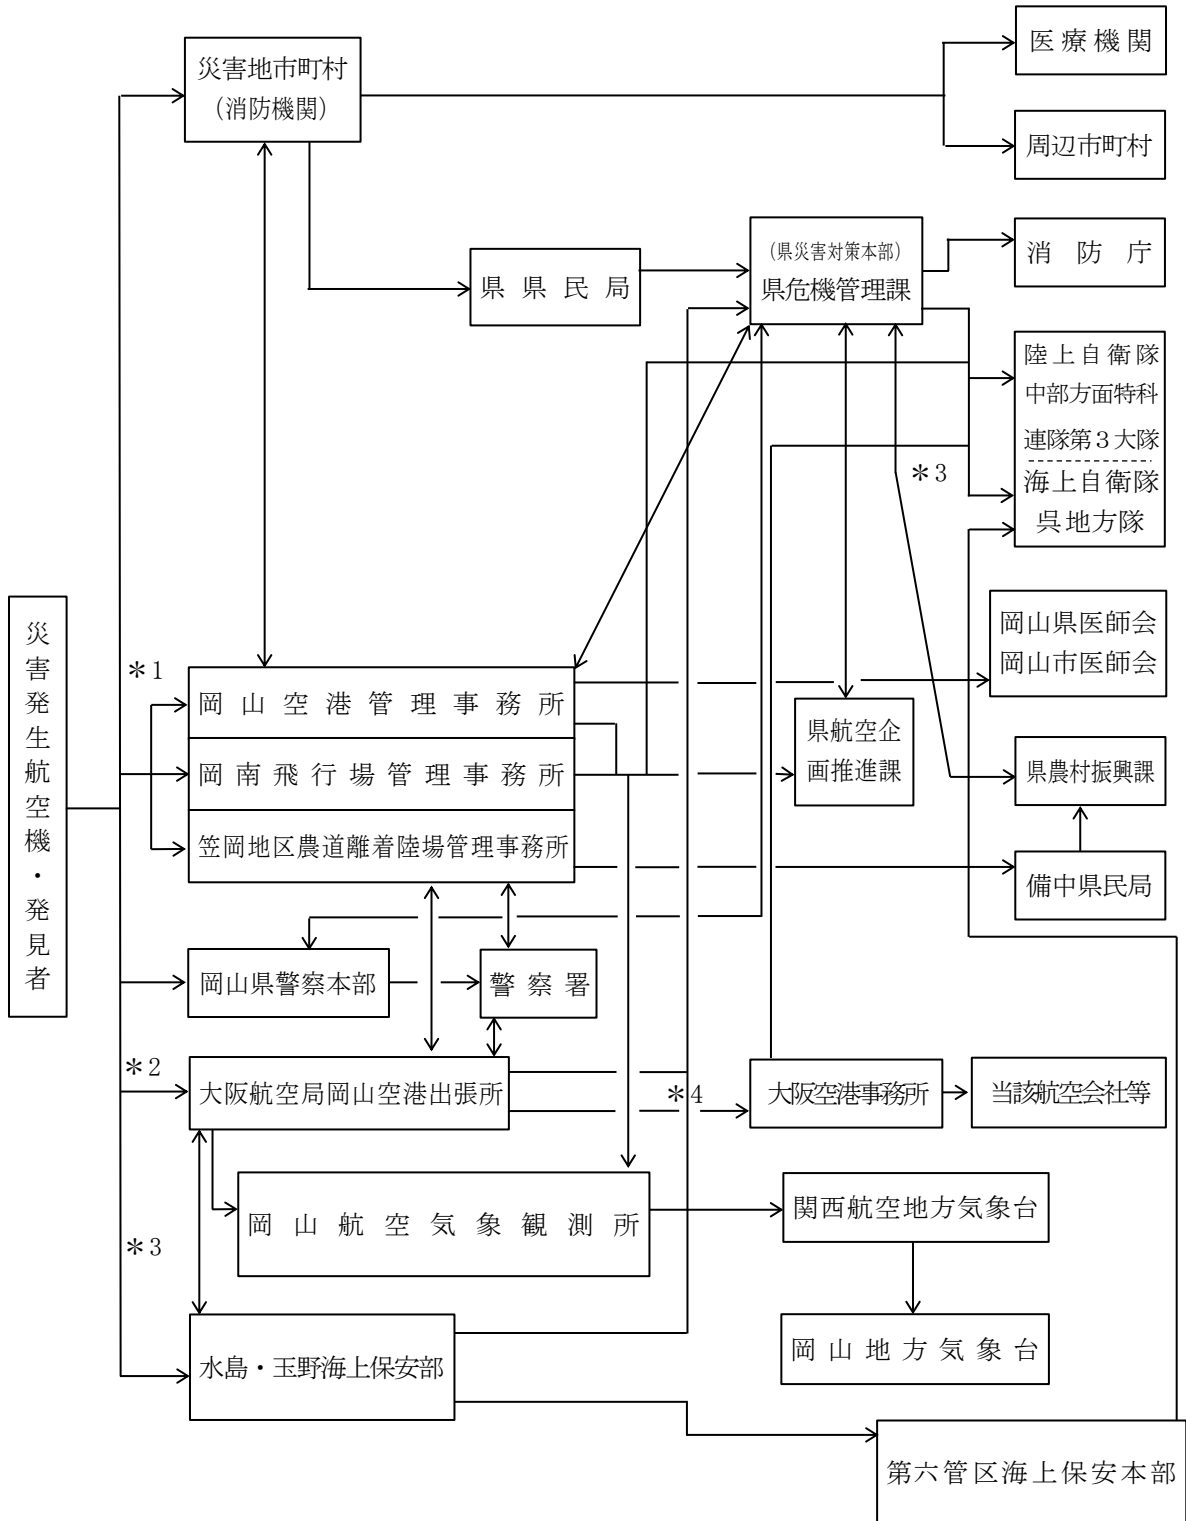 医療機関
災害地市町村
（消防機関）
周辺市町村
（県災害対策本部）
県危機管理課
消防庁
県県民局
陸上自衛隊
中部方面特科
連隊第３大隊
海上自衛隊
呉地方隊
＊3
災害発生航空機・発見者
岡山県医師会
岡山市医師会
＊1
岡山空港管理事務所
県航空企
画推進課
岡南飛行場管理事務所
県農村振興課
笠岡地区農道離着陸場管理事務所
備中県民局
岡山県警察本部
警察署
＊2
大阪航空局岡山空港出張所
＊4
大阪空港事務所
当該航空会社等
岡山航空気象観測所
関西航空地方気象台
＊3
岡山地方気象台
水島・玉野海上保安部
第六管区海上保安本部